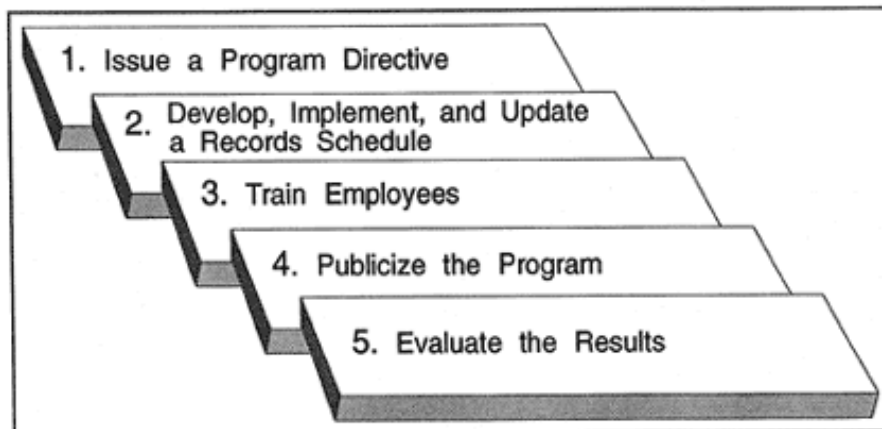 1. Issue a Program Directive
2. Develop, Implement, and Update
a Records Schedule
3. Train Employees
4. Publicize the Program
5. Evaluate the Results